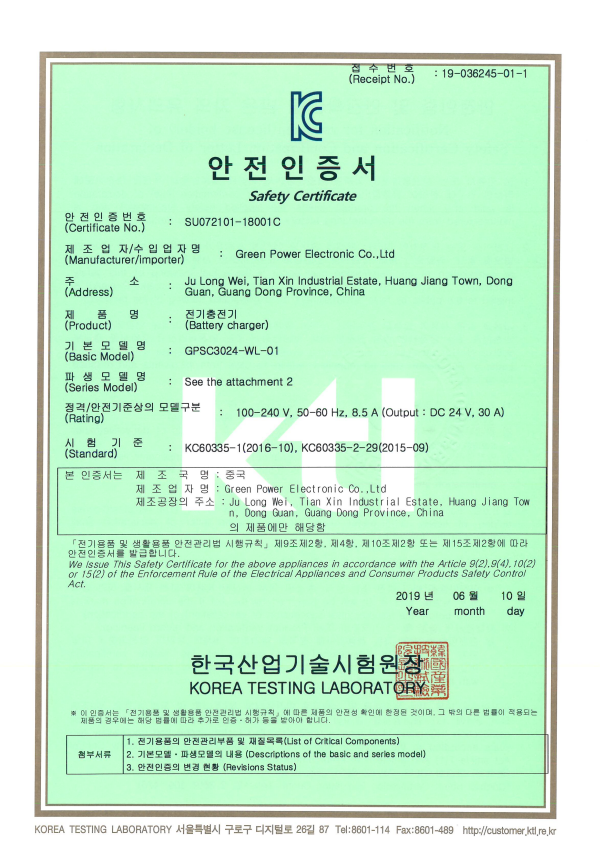 접 수 번 호
(Receipt No.) : 19-036245-01-1
KC
안전인증서
Safety Certificate
안전인증번호
(Certificate No.) : SU072101-18001C
제 조 업 자/수 입 업 자 명
(Manufacturer/importer) : Green Power Electronic Co.,Ltd
주 소
(Address) : Ju Long Wei, Tian Xin Industrial Estate, Huang Jiang Town, Dong
Guan, Guang Dong Province, China
제 품 명
(Product) : 전기충전기
(Battery charger)
기 본 모 델 명
(Basic Model) : GPSC3024-WL-01
파 생 모 델 명
(Series Model) : See the attachment 2
정격/안전기준상의 모델구분
(Rating) : 100-240 V, 50-60 Hz, 8.5 A (Output : DC 24 V, 30 A)
시 험 기 준
(Standard) : KC60335-1(2016-10), KC60335-2-29(2015-09)
ktl
본 인증서는 제 조 국 명 : 중국
제 조 업 자 명 : Green Power Electronic Co.,Ltd
제조공장의 주소 : Ju Long Wei, Tian Xin Industrial Estate, Huang Jiang Tow
n, Dong Guan, Guang Dong Province, China
의 제품에만 해당함
「전기용품 및 생활용품 안전관리법 시행규칙」 제9조제2항, 제4항, 제10조제2항 또는 제15조제2항에 따라
안전인증서를 발급합니다.
We issue This Safety Certificate for the above appliances in accordance with the Article 9(2),9(4),10(2)
or 15(2) of the Enforcement Rule of the Electrical Appliances and Consumer Products Safety Control
Act.
2019 년 06 월 10 일
Year month day
한국산업기술시험원장
KOREA TESTING LABORATORY
※ 이 인증서는 「전기용품 및 생활용품 안전관리법 시행규칙」에 따른 제품의 안전성 확인에 한정된 것이며, 그 밖의 다른 법률이 적용되는
제품의 경우에는 해당 법률에 따라 추가로 인증·허가 등을 받아야 합니다.
첨부서류
1. 전기용품의 안전관리부품 및 재질목록(List of Critical Components)
2. 기본모델·파생모델의 내용 (Descriptions of the basic and series model)
3. 안전인증의 변경 현황 (Revisions Status)
KOREA TESTING LABORATORY 서울특별시 구로구 디지털로 26길 87 Tel:8601-114 Fax:8601-489 http://customer.ktl.re.kr